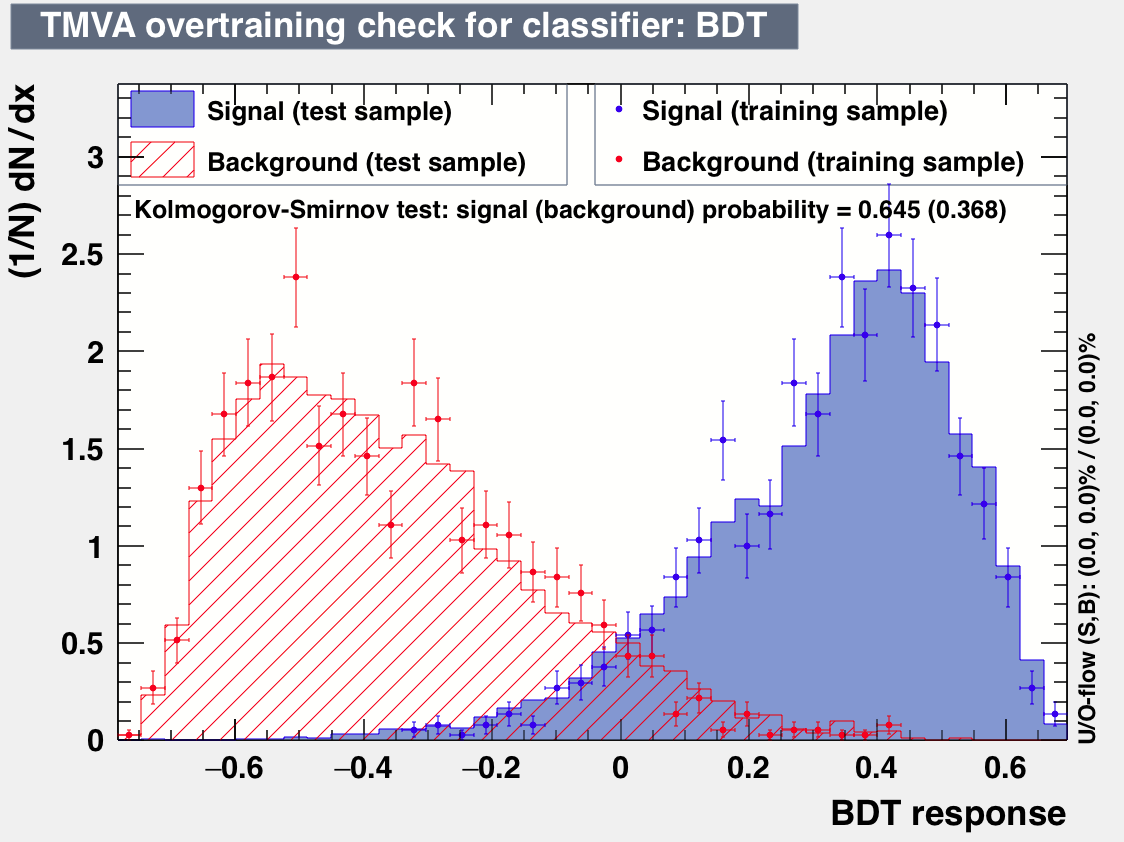 TMVA overtraining check for classifier: BDT
Signal (test sample)
Background (test sample)
Signal (training sample)
Background (training sample)
Kolmogorov-Smirnov test: signal (background) probability = 0.645 (0.368)
(1/N) dN/dx
3
2.5
2
1.5
1
0.5
0
−0.6 −0.4 −0.2 0 0.2 0.4 0.6
BDT response
U/O-flow (S,B): (0.0, 0.0)% / (0.0, 0.0)%